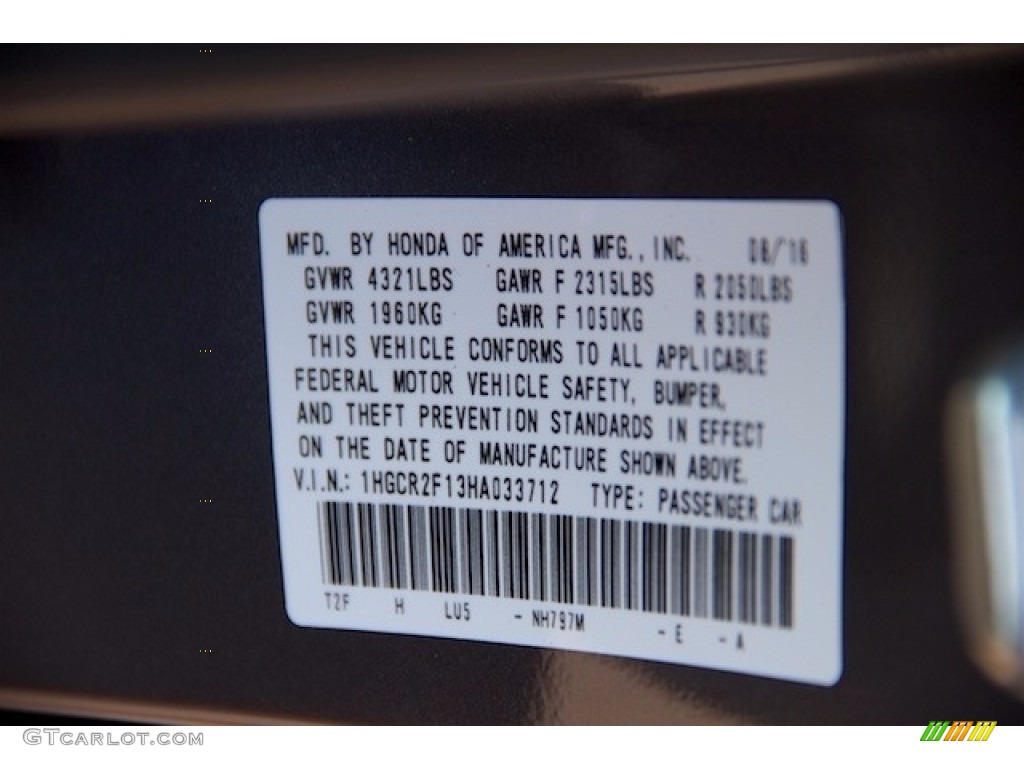 MFD. BY HONDA OF AMERICA MFG., INC. 08/16
GVWR 4321LBS GAWR F 2315LBS R 2050LBS
GVWR 1960KG GAWR F 1050KG R 930KG
THIS VEHICLE CONFORMS TO ALL APPLICABLE
FEDERAL MOTOR VEHICLE SAFETY, BUMPER,
AND THEFT PREVENTION STANDARDS IN EFFECT
ON THE DATE OF MANUFACTURE SHOWN ABOVE.
V.I.N.: 1HGCR2F13HA033712 TYPE: PASSENGER CAR
T2F H LU5 - NH797M - E - A
GTCARLOT.COM